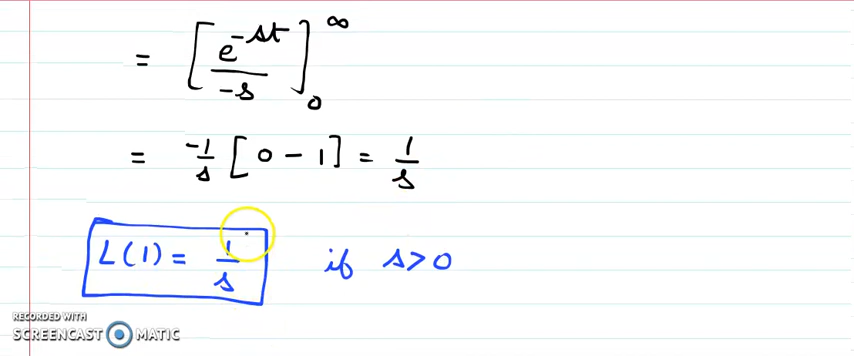 = [e^{-st}/-s]_0^∞
= -1/s [0 - 1] = 1/s
L(1) = 1/s if s>0
RECORDED WITH
SCREENCAST MATIC